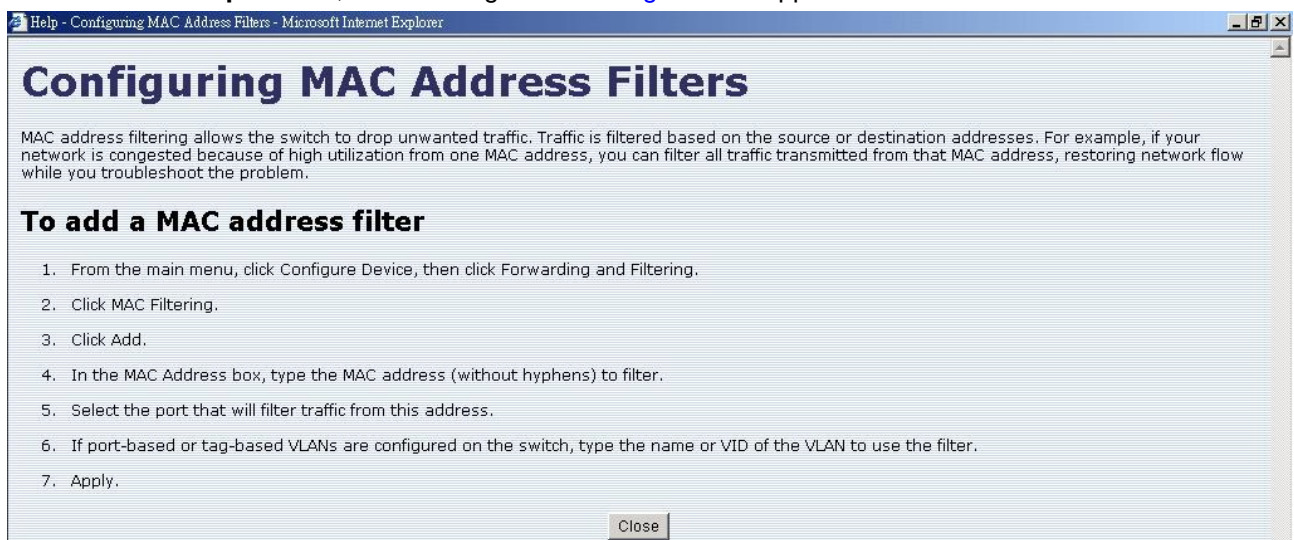 Help - Configuring MAC Address Filters - Microsoft Internet Explorer
Configuring MAC Address Filters
MAC address filtering allows the switch to drop unwanted traffic. Traffic is filtered based on the source or destination addresses. For example, if your
network is congested because of high utilization from one MAC address, you can filter all traffic transmitted from that MAC address, restoring network flow
while you troubleshoot the problem.
To add a MAC address filter
1. From the main menu, click Configure Device, then click Forwarding and Filtering.
2. Click MAC Filtering.
3. Click Add.
4. In the MAC Address box, type the MAC address (without hyphens) to filter.
5. Select the port that will filter traffic from this address.
6. If port-based or tag-based VLANs are configured on the switch, type the name or VID of the VLAN to use the filter.
7. Apply.
Close